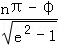 nπ − φ
√e² − 1